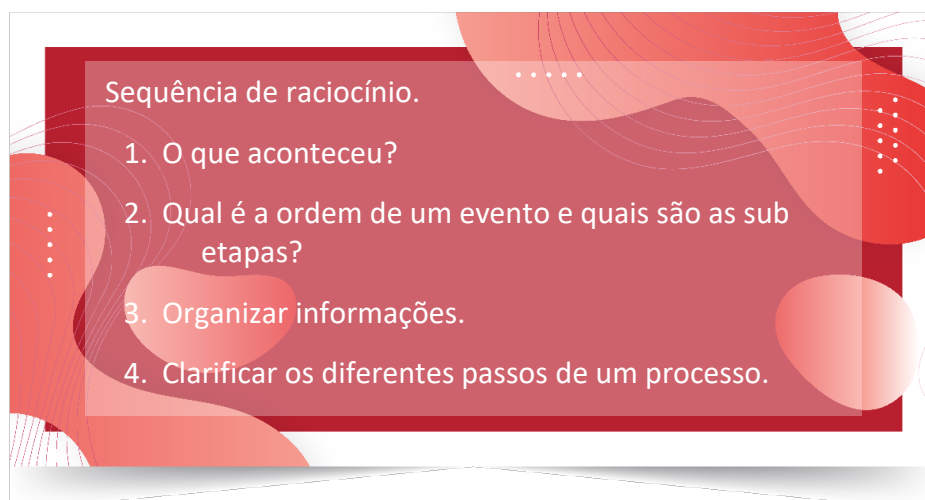 Sequência de raciocínio.
1. O que aconteceu?
2. Qual é a ordem de um evento e quais são as sub
etapas?
3. Organizar informações.
4. Clarificar os diferentes passos de um processo.